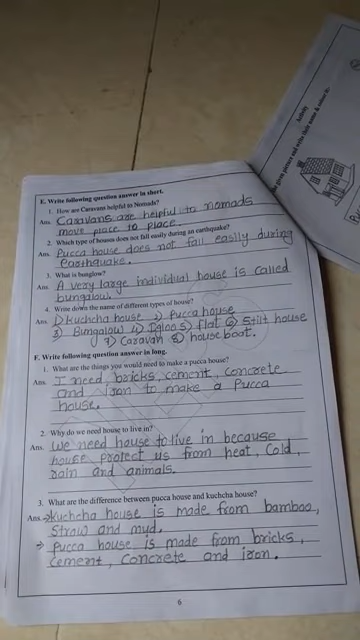 Activity
E. Write following question answer in short.
1. How are Caravans helpful to Nomads?
Ans. Caravans are helpful to nomads
move place to place.
2. Which type of houses does not fall easily during an earthquake?
Ans. Pucca house does not fall easily during
earthquake.
3. What is bunglow?
Ans. A very large individual house is called
bungalow.
4. Write down the name of different types of house?
Ans. 1) kuchcha house 2) Pucca house
3) Bungalow 4) Igloo 5) Flat 6) Stilt house
7) Caravan 8) house boat.
F. Write following question answer in long.
1. What are the things you would need to make a pucca house?
Ans. I need, bricks, cement, concrete
and iron to make a Pucca
house.
2. Why do we need house to live in?
Ans. We need house to live in because
house protect us from heat, cold,
rain and animals.
3. What are the difference between pucca house and kuchcha house?
Ans. → kuchcha house is made from bamboo,
straw and mud.
→ pucca house is made from bricks,
cement, concrete and iron.
6